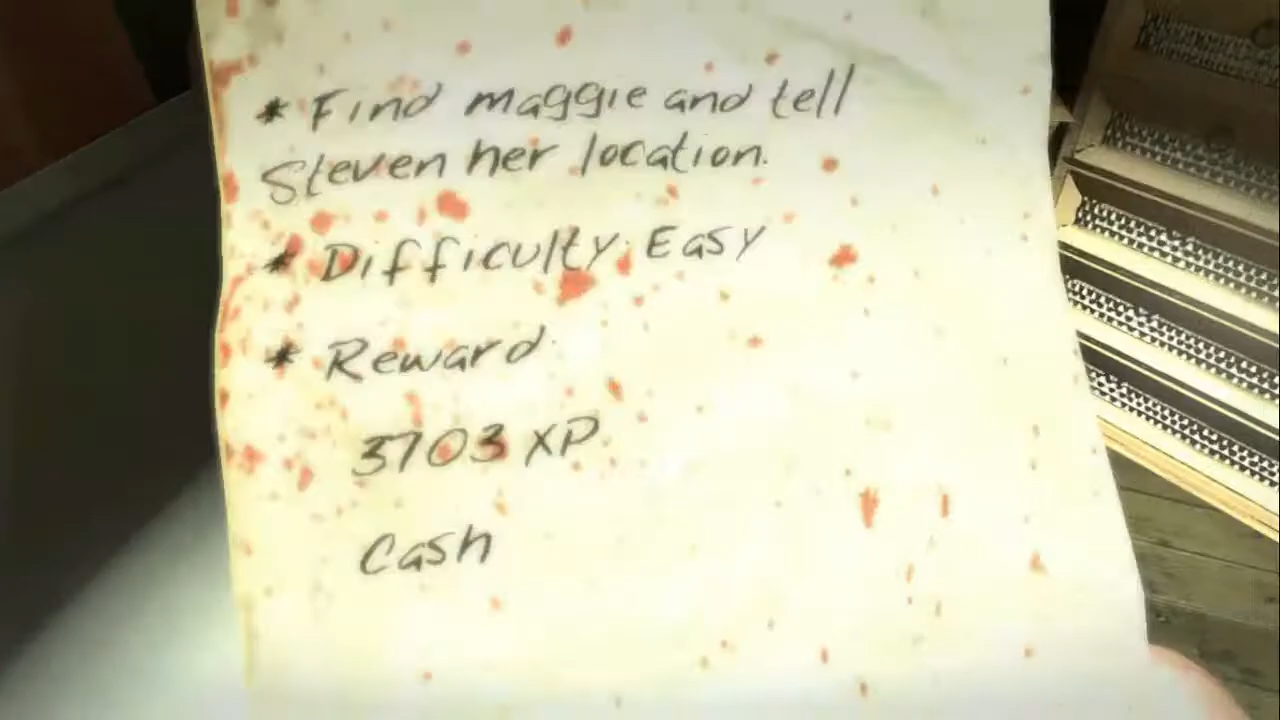 * Find maggie and tell
Steven her location.
* Difficulty: Easy
* Reward
3703 XP
Cash